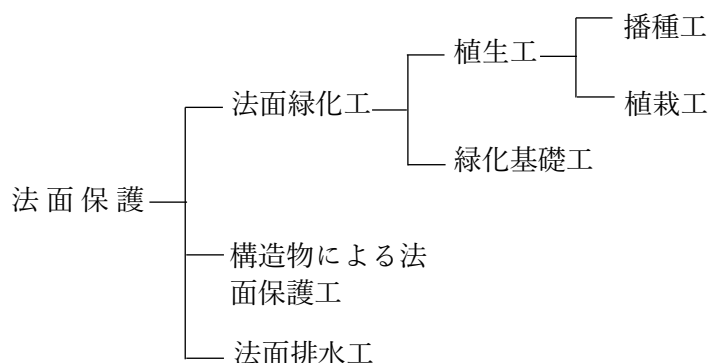 播種工
植生工
植栽工
法面緑化工
緑化基礎工
法面保護
構造物による法
面保護工
法面排水工